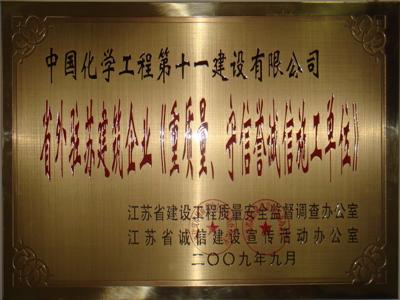 中国化学工程第十一建设有限公司
省外驻苏建筑企业《重质量、守信誉诚信施工单位》
江苏省建设工程质量安全监督调查办公室
江苏省诚信建设宣传活动办公室
二〇〇九年九月